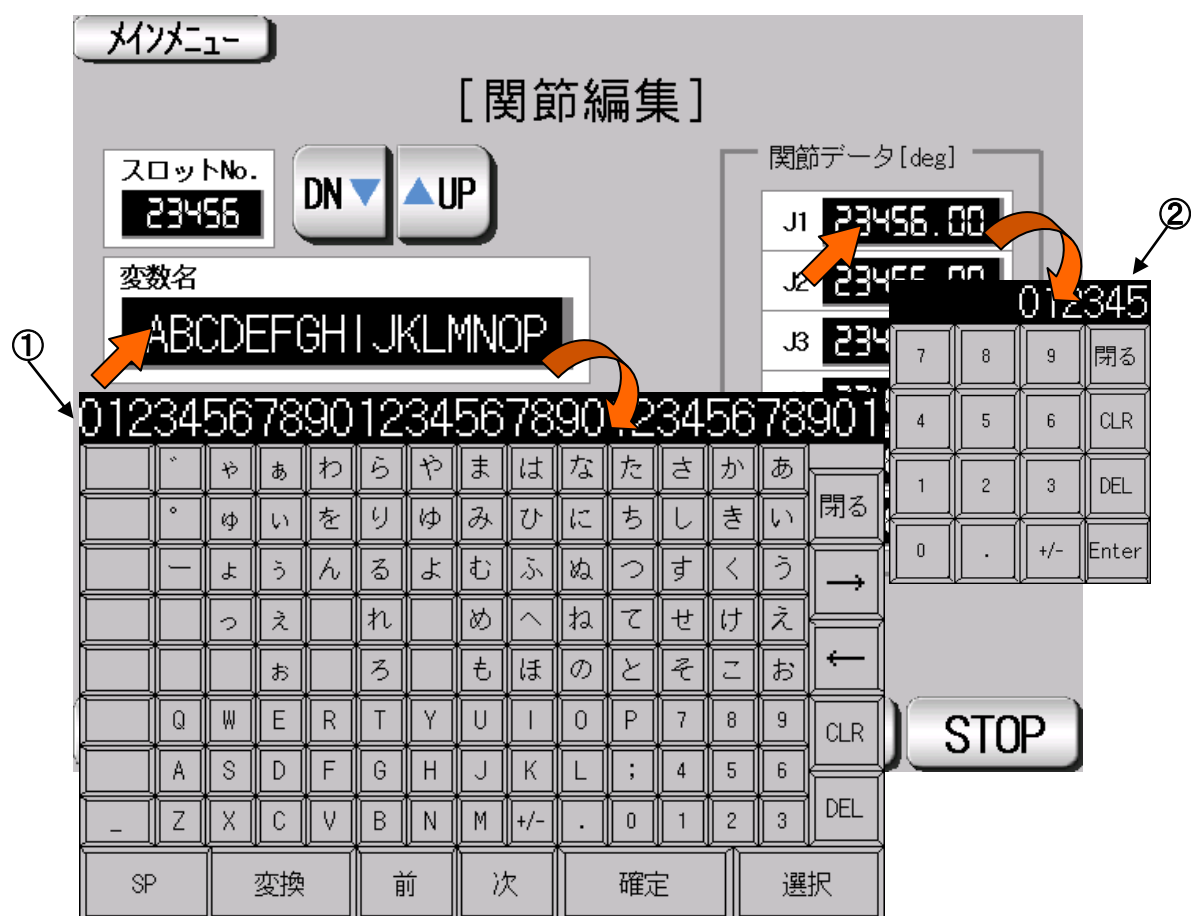 メインメニュー
[関節編集]
スロットNo.
23456
DN▼ ▲UP
変数名
ABCDEFGHIJKLMNOP
関節データ[deg]
J1 23456.00
J2
J3
①
②
01234567890123456789012345678901
゛ ゃ ぁ わ ら や ま は な た さ か あ
閉る
° ゅ ぃ を り ゆ み ひ に ち し き い
ー ょ ぅ ん る よ む ふ ぬ つ す く う
→
っ ぇ れ め へ ね て せ け え
←
ぉ ろ も ほ の と そ こ お
Q W E R T Y U I O P 7 8 9
CLR
A S D F G H J K L ; 4 5 6
DEL
_ Z X C V B N M +/- . 0 1 2 3
SP 変換 前 次 確定 選択
012345
7 8 9 閉る
4 5 6 CLR
1 2 3 DEL
0 . +/- Enter
STOP